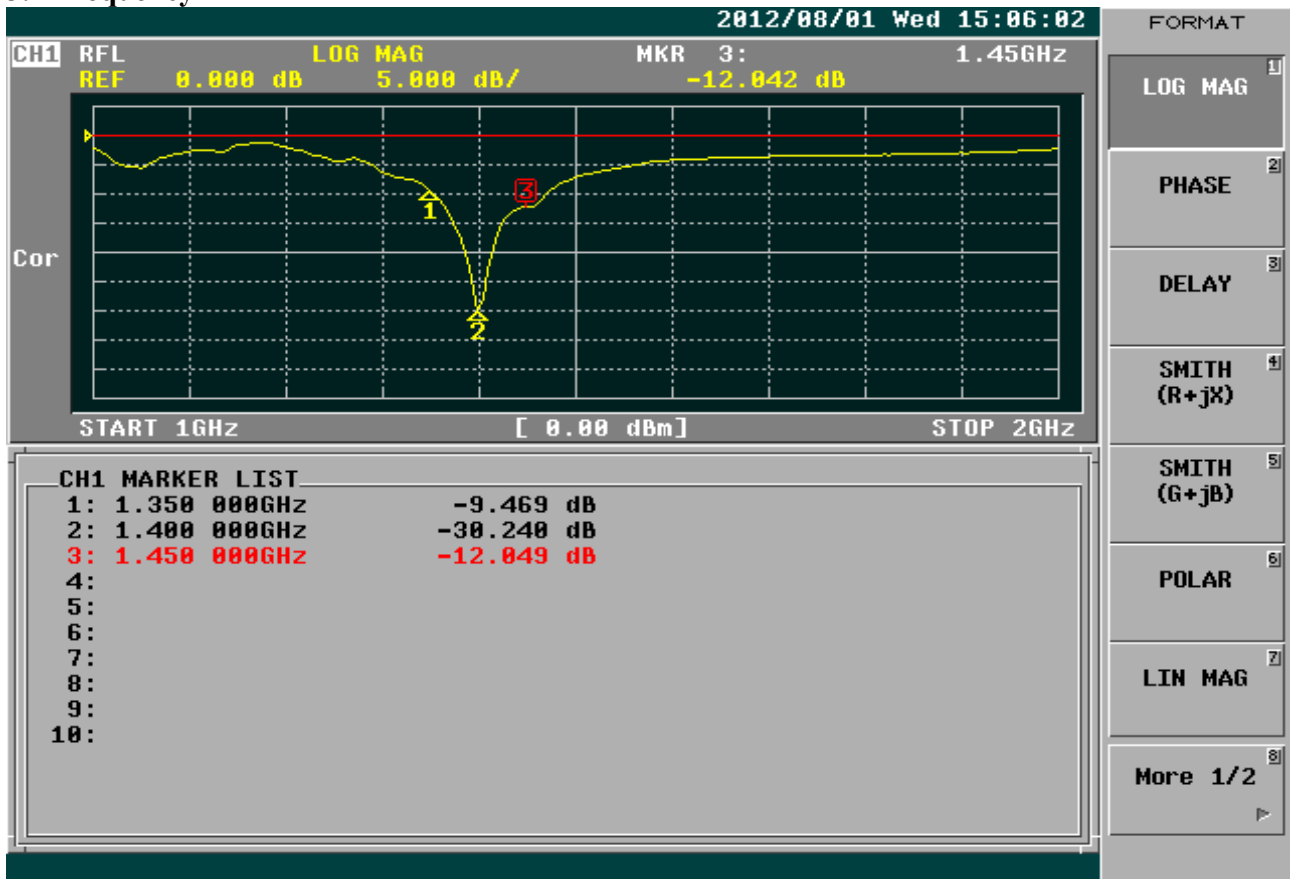 2012/08/01 Wed 15:06:02
CH1 RFL LOG MAG MKR 3: 1.45GHz
REF 0.000 dB 5.000 dB/ -12.042 dB
1
2
3
Cor
START 1GHz [ 0.00 dBm] STOP 2GHz
CH1 MARKER LIST
1: 1.350 000GHz -9.469 dB
2: 1.400 000GHz -30.240 dB
3: 1.450 000GHz -12.049 dB
4:
5:
6:
7:
8:
9:
10:
FORMAT
LOG MAG 1
PHASE 2
DELAY 3
SMITH 4
(R+jX)
SMITH 5
(G+jB)
POLAR 6
LIN MAG 7
More 1/2 8